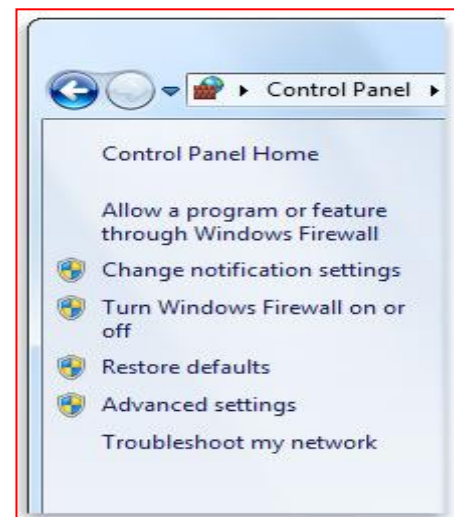 Control Panel
Control Panel Home
Allow a program or feature
through Windows Firewall
Change notification settings
Turn Windows Firewall on or
off
Restore defaults
Advanced settings
Troubleshoot my network